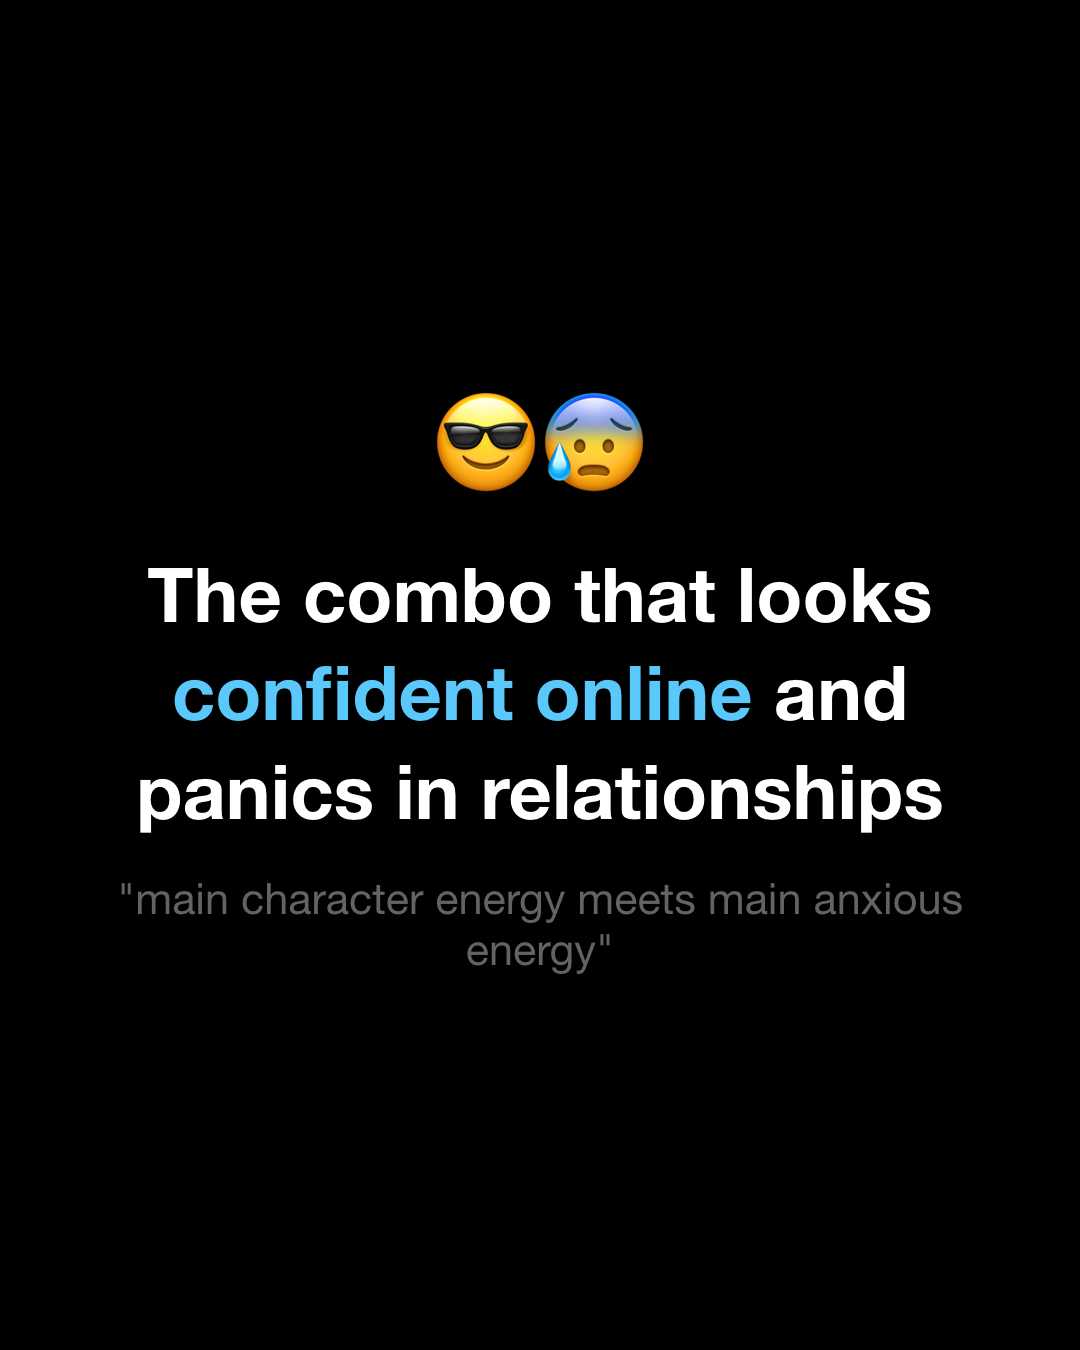 The combo that looks
confident online and
panics in relationships
"main character energy meets main anxious
energy"